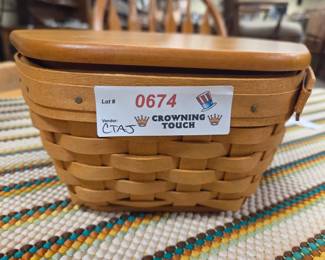 Lot # 0674
Vendor: CTAJ
CROWNING
TOUCH